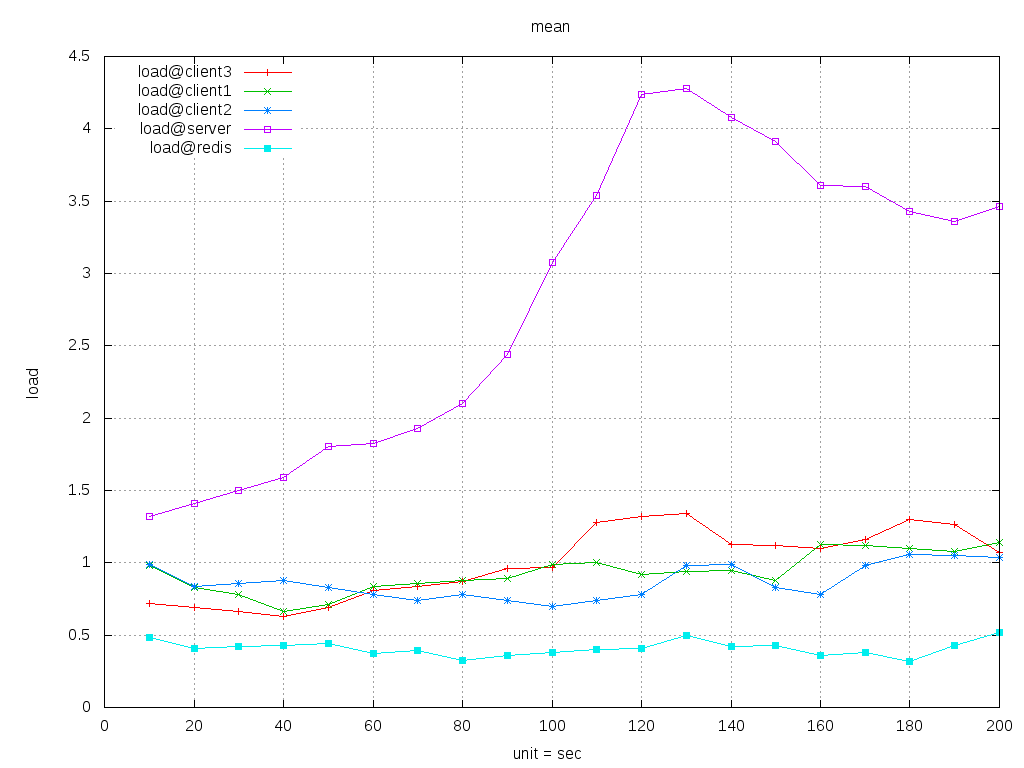 mean
4.5
4
3.5
3
2.5
2
1.5
1
0.5
0
load
load@client3
load@client1
load@client2
load@server
load@redis
0 20 40 60 80 100 120 140 160 180 200
unit = sec